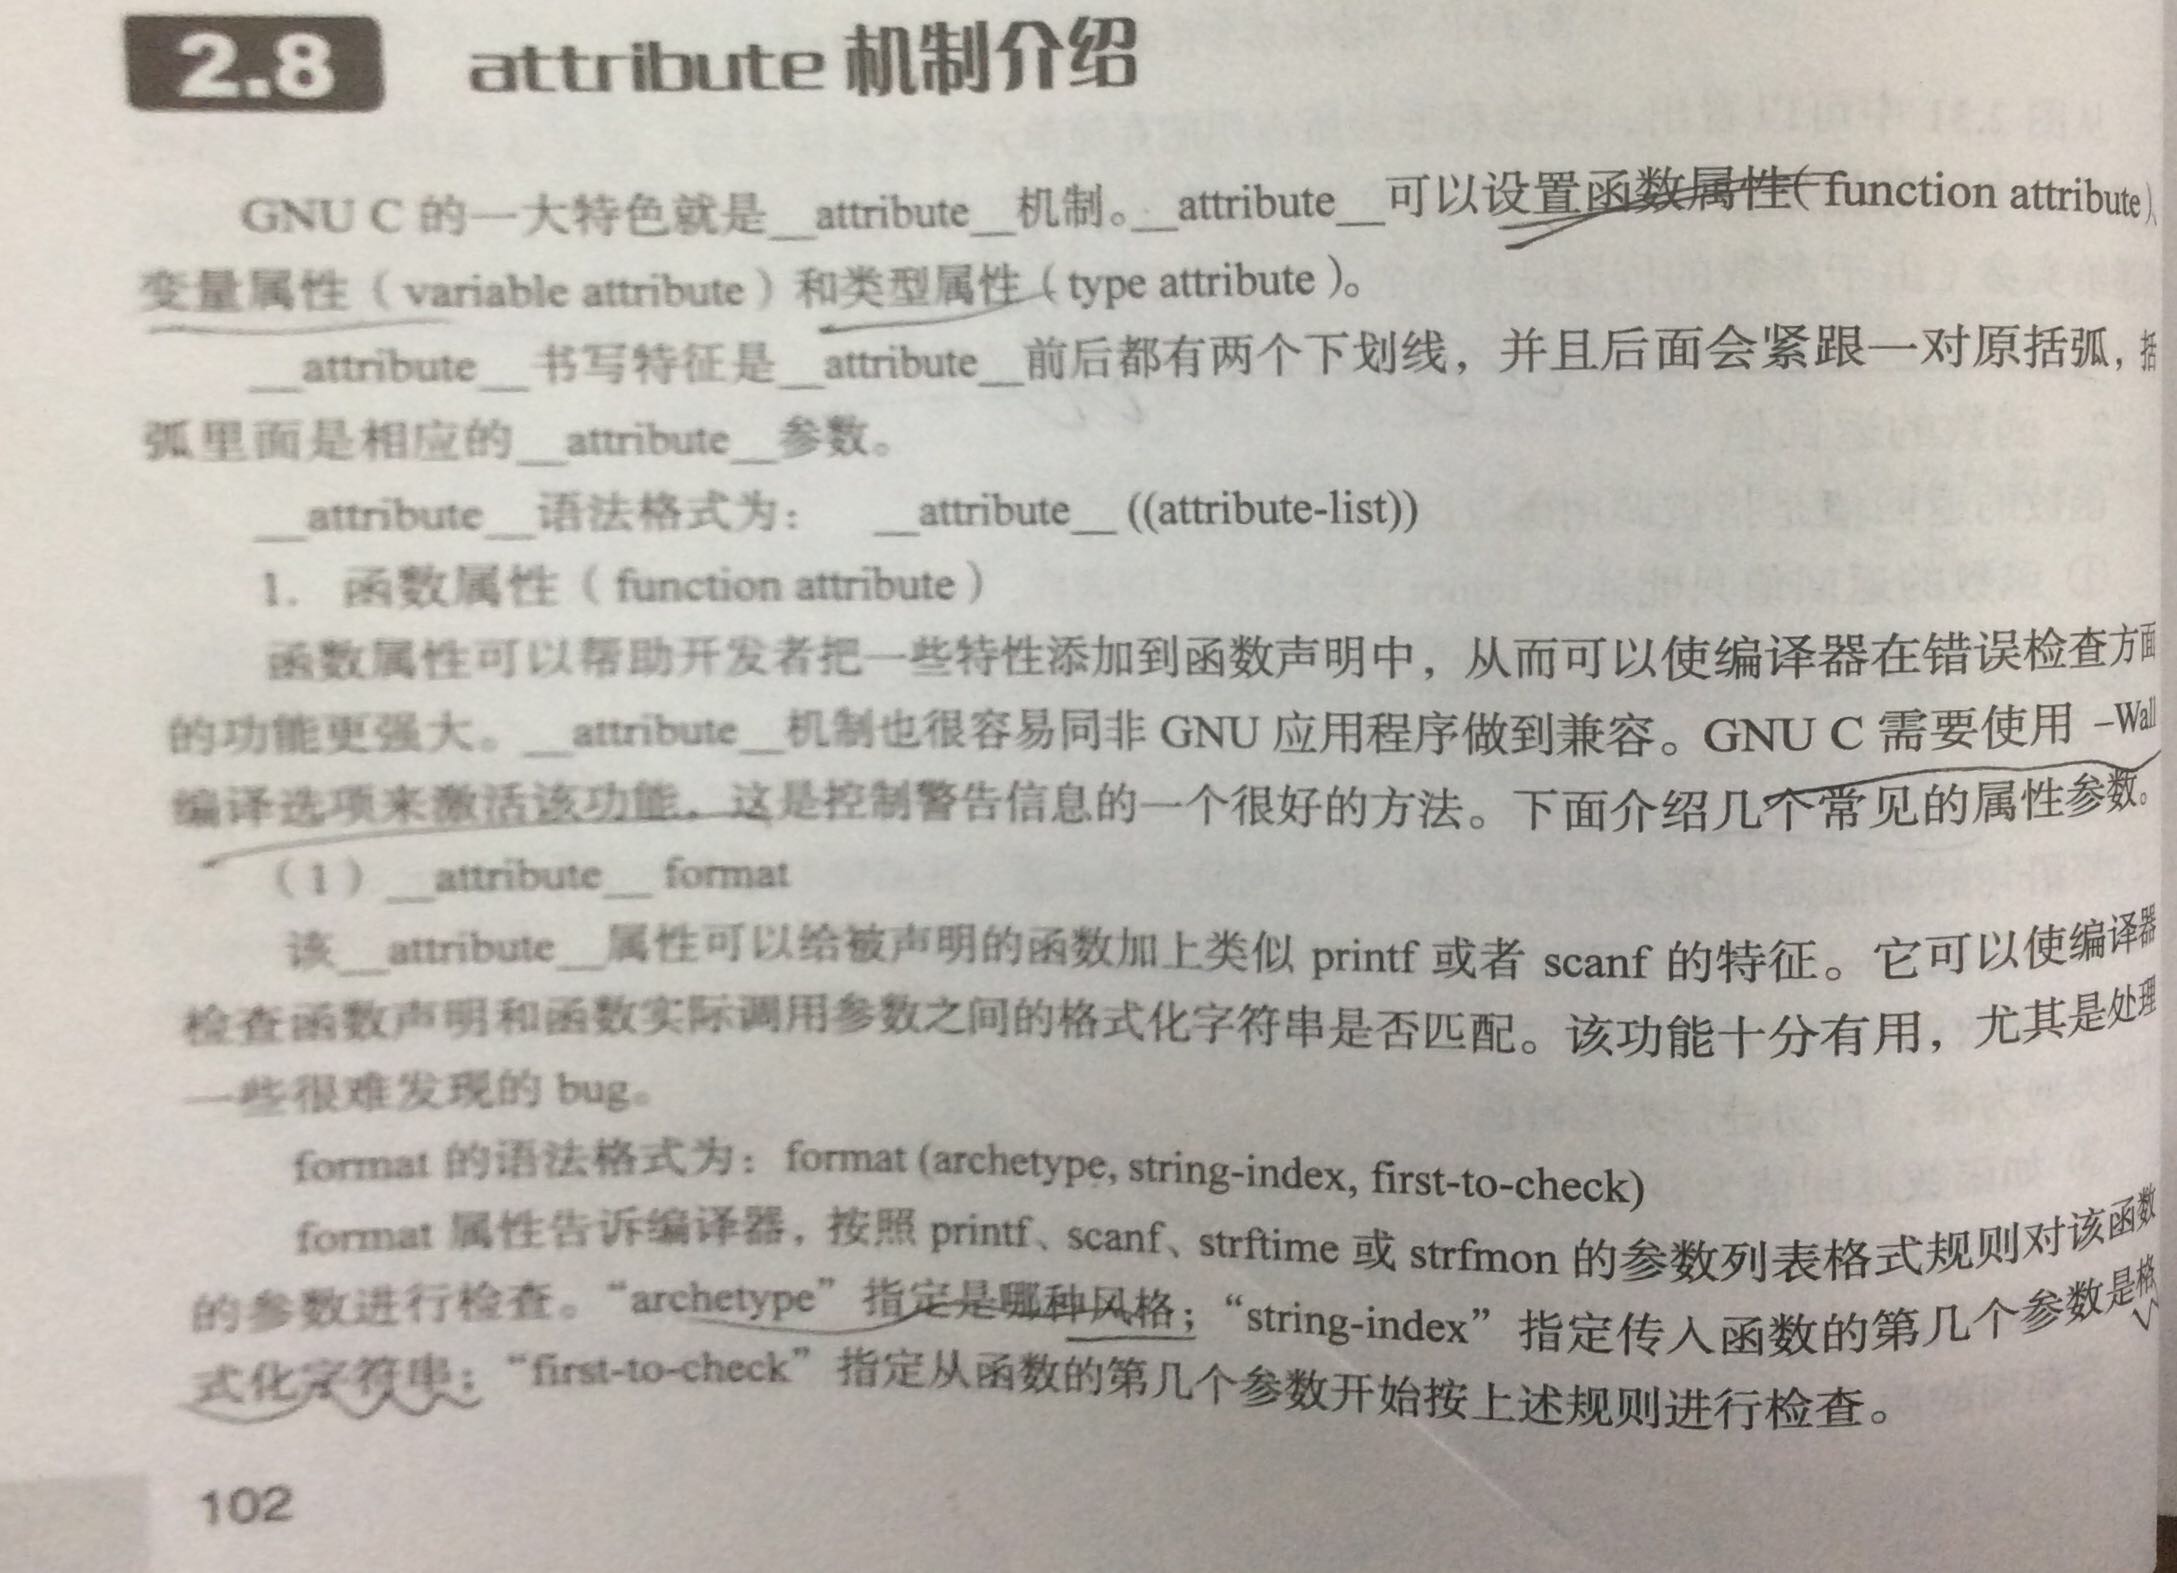 2.8 attribute 机制介绍
GNU C 的一大特色就是__attribute__机制。__attribute__可以设置函数属性(function attribute)、
变量属性（variable attribute）和类型属性（type attribute）。
__attribute__书写特征是__attribute__前后都有两个下划线，并且后面会紧跟一对原括弧，括
弧里面是相应的__attribute__参数。
__attribute__语法格式为： __attribute__ ((attribute-list))
1. 函数属性（function attribute）
函数属性可以帮助开发者把一些特性添加到函数声明中，从而可以使编译器在错误检查方面
的功能更强大。__attribute__机制也很容易同非 GNU 应用程序做到兼容。GNU C 需要使用 –Wall
编译选项来激活该功能。这是控制警告信息的一个很好的方法。下面介绍几个常见的属性参数。
（1）__attribute__ format
该__attribute__属性可以给被声明的函数加上类似 printf 或者 scanf 的特征。它可以使编译器
检查函数声明和函数实际调用参数之间的格式化字符串是否匹配。该功能十分有用，尤其是处理
一些很难发现的 bug。
format 的语法格式为：format (archetype, string-index, first-to-check)
format 属性告诉编译器，按照 printf、scanf、strftime 或 strfmon 的参数列表格式规则对该函数
的参数进行检查。“archetype”指定是哪种风格；“string-index”指定传入函数的第几个参数是格
式化字符串；“first-to-check”指定从函数的第几个参数开始按上述规则进行检查。
102